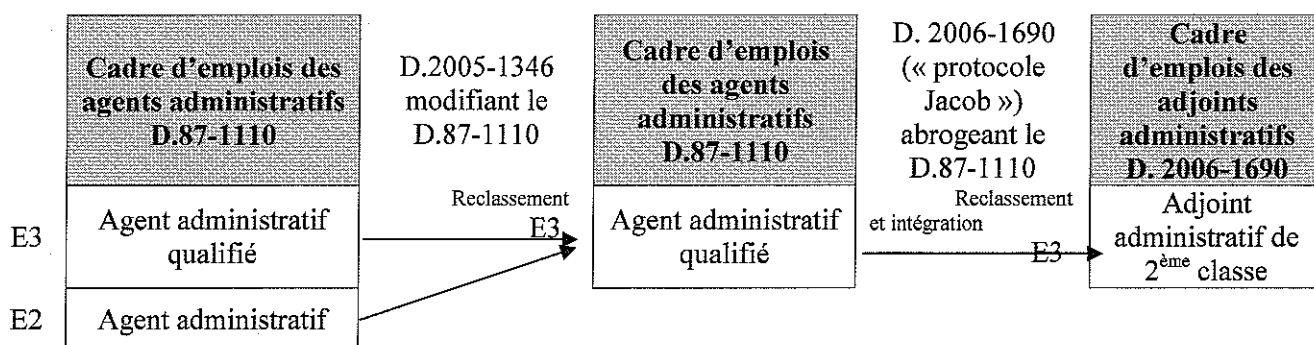 Cadre d’emplois des
agents administratifs
D.87-1110
D.2005-1346
modifiant le
D.87-1110
Cadre d’emplois
des agents
administratifs
D.87-1110
D. 2006-1690
(« protocole
Jacob »)
abrogeant le
D.87-1110
Cadre
d’emplois des
adjoints
administratifs
D. 2006-1690
E3
Agent administratif
qualifié
Reclassement
E3
Agent administratif
qualifié
Reclassement
et intégration
E3
Adjoint
administratif de
2ème classe
E2
Agent administratif